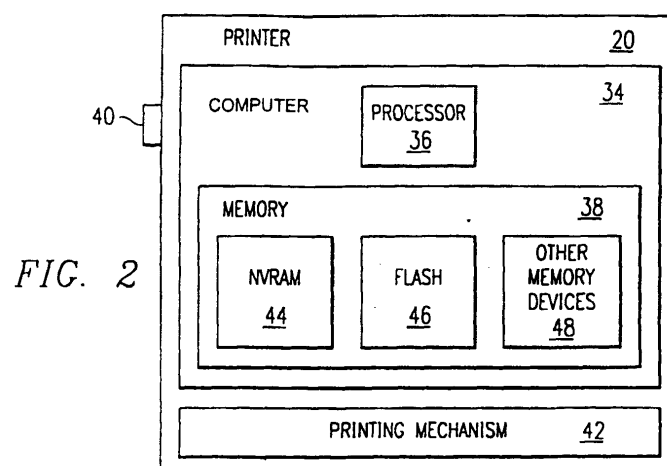 PRINTER 20
COMPUTER 34
40
PROCESSOR
36
MEMORY 38
NVRAM
44
FLASH
46
OTHER
MEMORY
DEVICES
48
FIG. 2
PRINTING MECHANISM 42